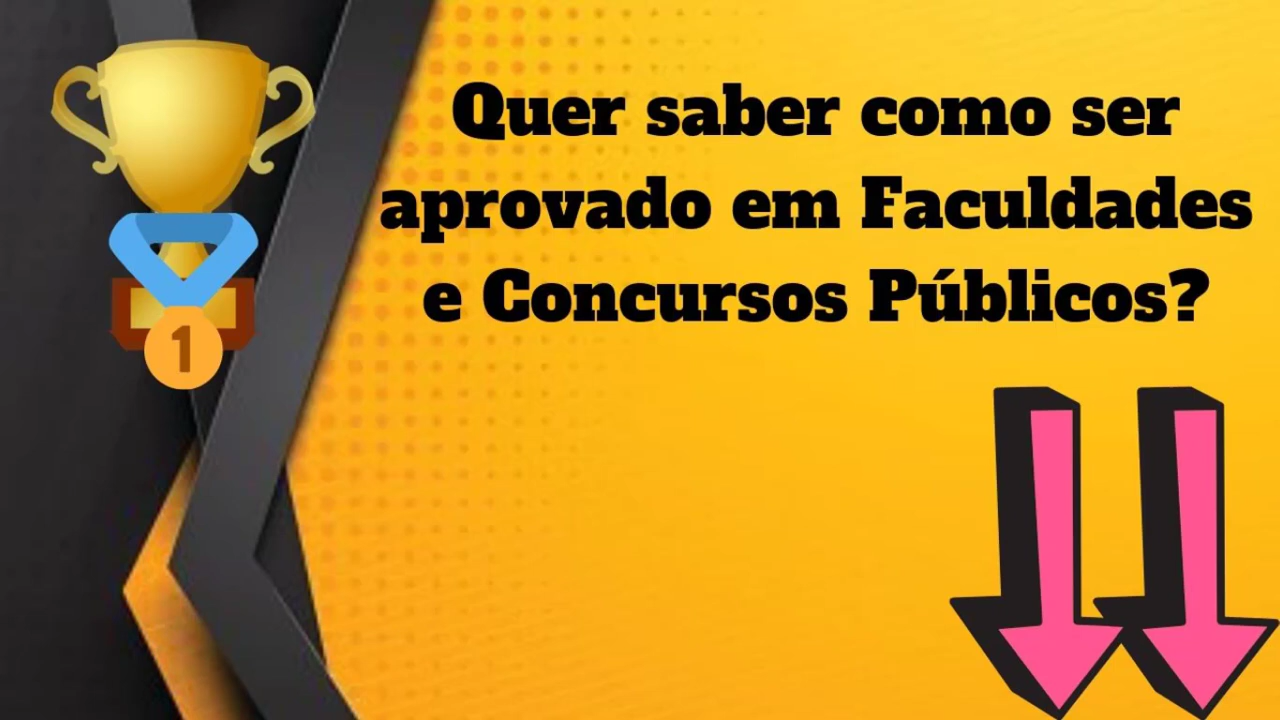 Quer saber como ser
aprovado em Faculdades
e Concursos Públicos?
1